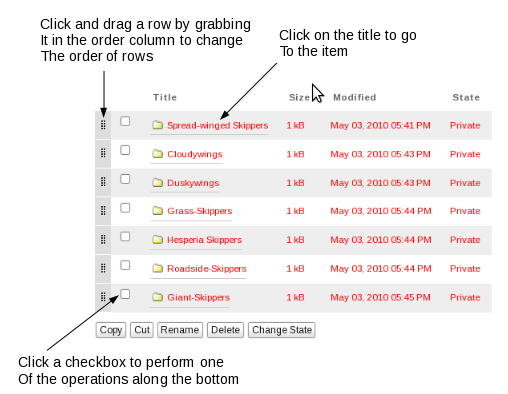 Click and drag a row by grabbing
It in the order column to change
The order of rows
Click on the title to go
To the item
Title Size Modified State
Spread-winged Skippers 1 kB May 03, 2010 05:41 PM Private
Cloudywings 1 kB May 03, 2010 05:43 PM Private
Duskywings 1 kB May 03, 2010 05:43 PM Private
Grass-Skippers 1 kB May 03, 2010 05:44 PM Private
Hesperia Skippers 1 kB May 03, 2010 05:44 PM Private
Roadside-Skippers 1 kB May 03, 2010 05:44 PM Private
Giant-Skippers 1 kB May 03, 2010 05:45 PM Private
Copy Cut Rename Delete Change State
Click a checkbox to perform one
Of the operations along the bottom